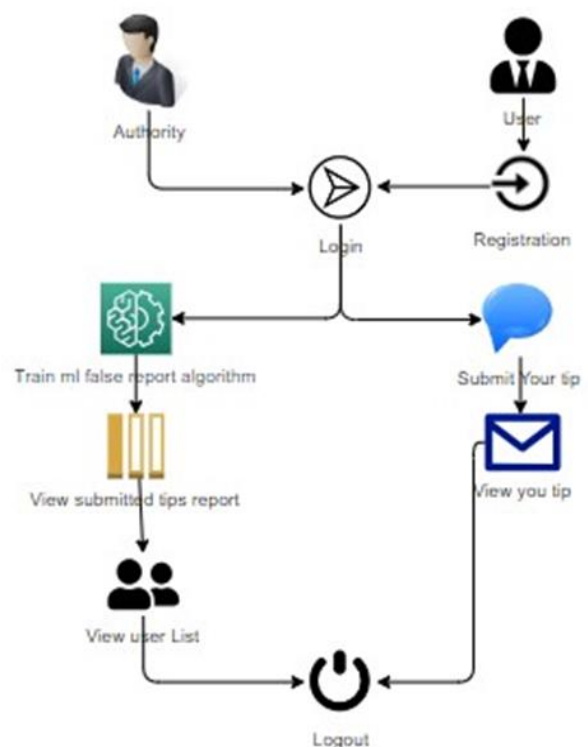 Authority
User
Login
Registration
Train ml false report algorithm
Submit Your tip
View submitted tips report
View you tip
View user List
Logout